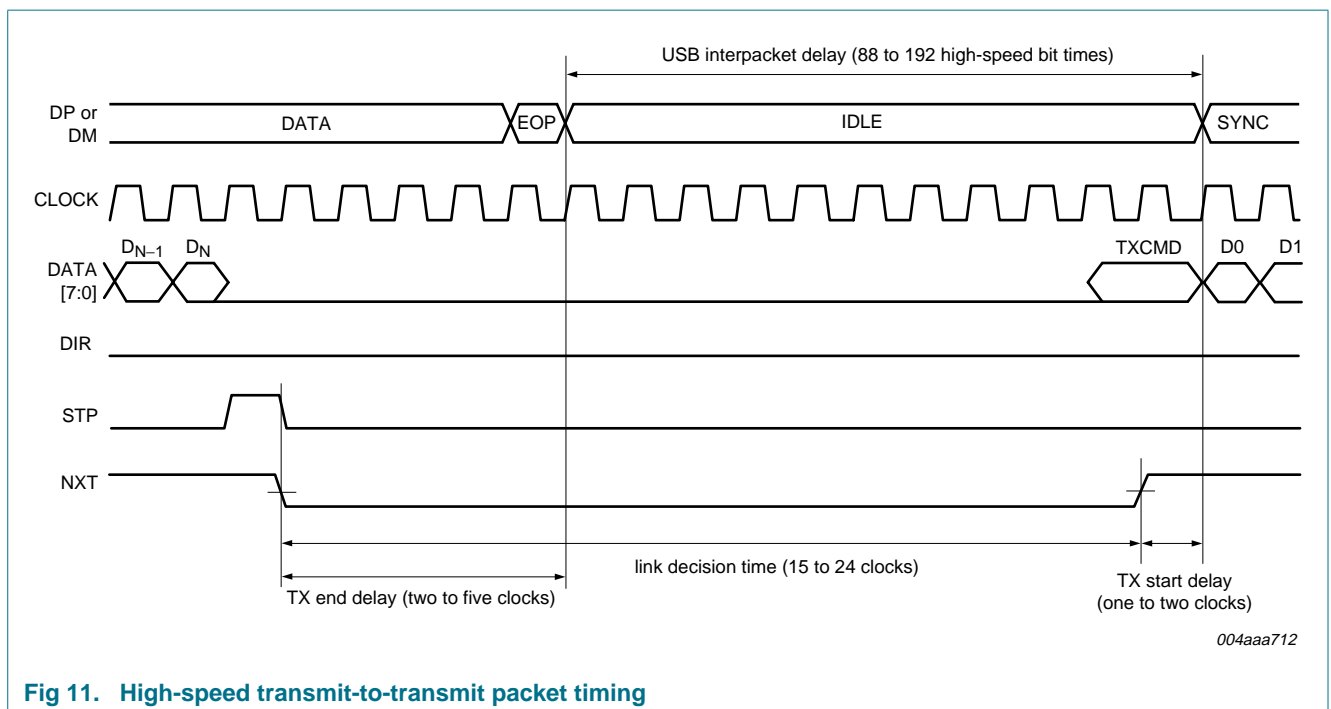 USB interpacket delay (88 to 192 high-speed bit times)
DP or
DM
DATA
EOP
IDLE
SYNC
CLOCK
DATA
[7:0]
DN−1
DN
TXCMD
D0
D1
DIR
STP
NXT
link decision time (15 to 24 clocks)
TX end delay (two to five clocks)
TX start delay
(one to two clocks)
004aaa712
Fig 11. High-speed transmit-to-transmit packet timing